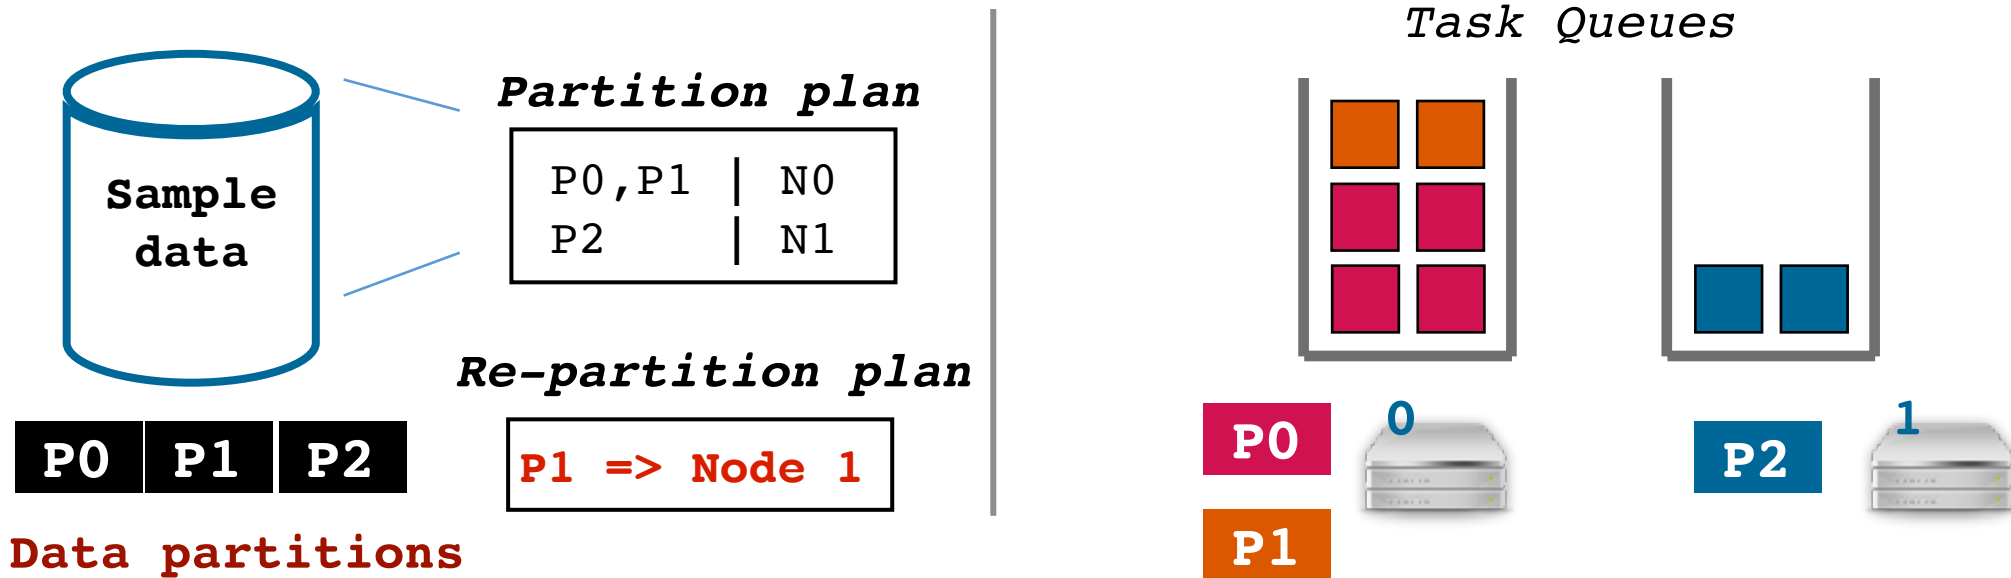 Sample
data
Partition plan
P0,P1 | N0
P2 | N1
Re-partition plan
P1 => Node 1
P0 P1 P2
Data partitions
Task Queues
P0
0
P1
P2
1